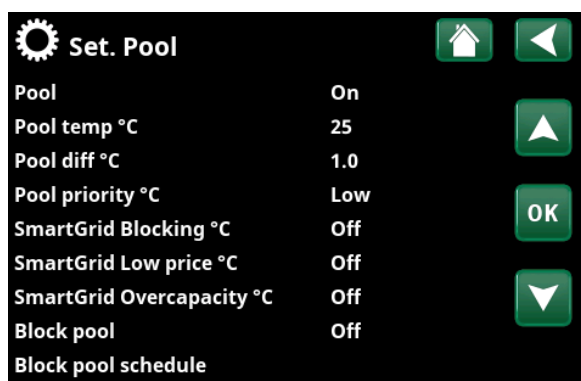 Set. Pool
Pool On
Pool temp °C 25
Pool diff °C 1.0
Pool priority °C Low
SmartGrid Blocking °C Off
SmartGrid Low price °C Off
SmartGrid Overcapacity °C Off
Block pool Off
Block pool schedule
OK